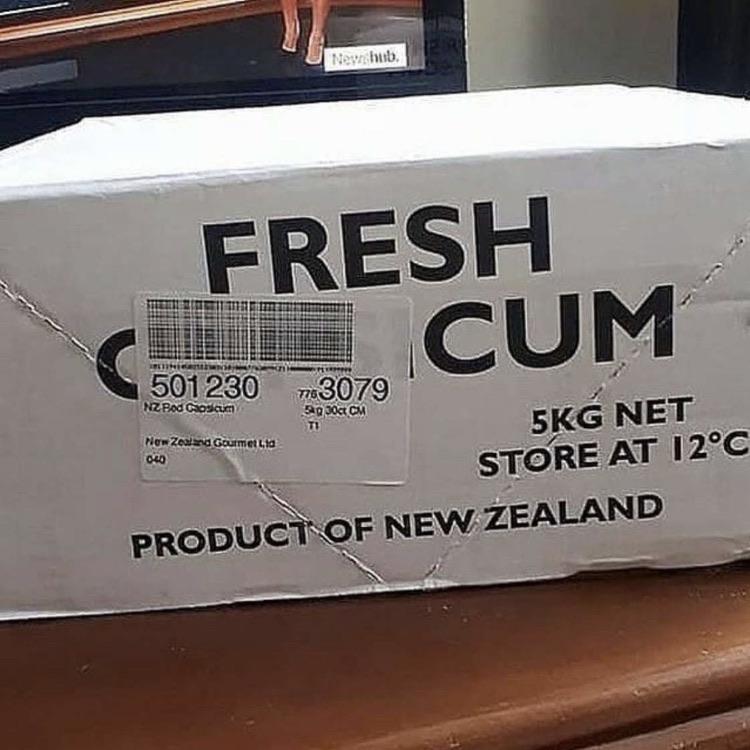 Newshub.
FRESH
C CUM
501230 7783079
NZ Red Capsicum 5kg 30ct CM
T1
New Zealand Gourmet Ltd
040
5KG NET
STORE AT 12°C
PRODUCT OF NEW ZEALAND